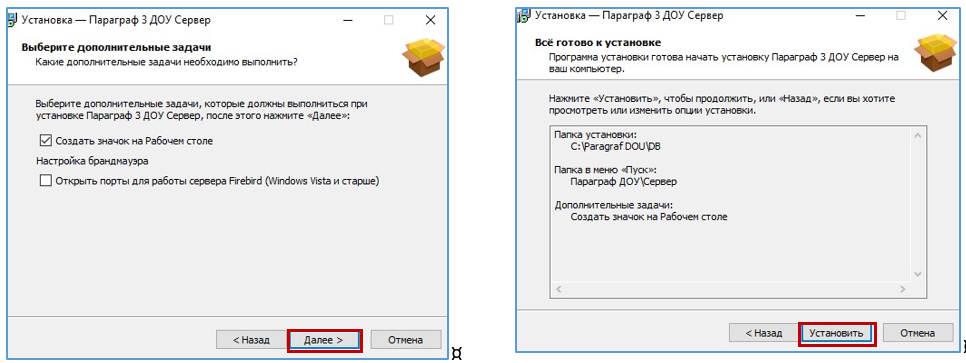 Установка — Параграф 3 ДОУ Сервер
Выберите дополнительные задачи
Какие дополнительные задачи необходимо выполнить?
Выберите дополнительные задачи, которые должны выполниться при
установке Параграф 3 ДОУ Сервер, после этого нажмите «Далее»:
Создать значок на Рабочем столе
Настройка брандмауэра
Открыть порты для работы сервера Firebird (Windows Vista и старше)
< Назад
Далее >
Отмена
Установка — Параграф 3 ДОУ Сервер
Всё готово к установке
Программа установки готова начать установку Параграф 3 ДОУ Сервер на
ваш компьютер.
Нажмите «Установить», чтобы продолжить, или «Назад», если вы хотите
просмотреть или изменить опции установки.
Папка установки:
C:\Paragraf DOU\DB
Папка в меню «Пуск»:
Параграф ДОУ\Сервер
Дополнительные задачи:
Создать значок на Рабочем столе
< Назад
Установить
Отмена